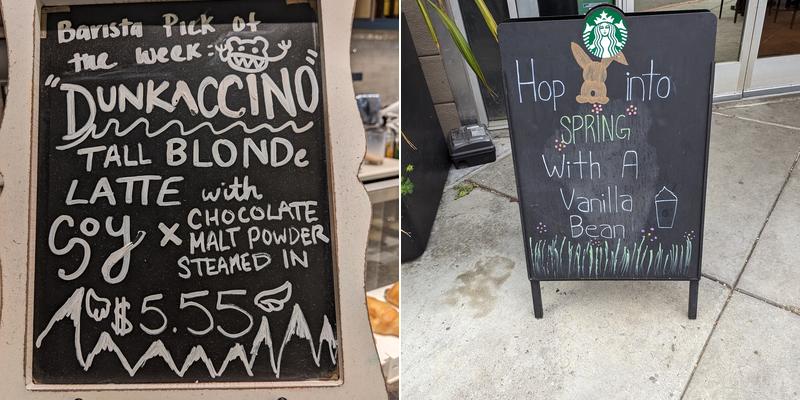 Barista Pick of
the week:
"DUNKACCINO"
TALL BLONDe
LATTE with
Soy x CHOCOLATE
MALT POWDER
STEAMED IN
$5.55
Hop into
SPRING
With A
Vanilla
Bean